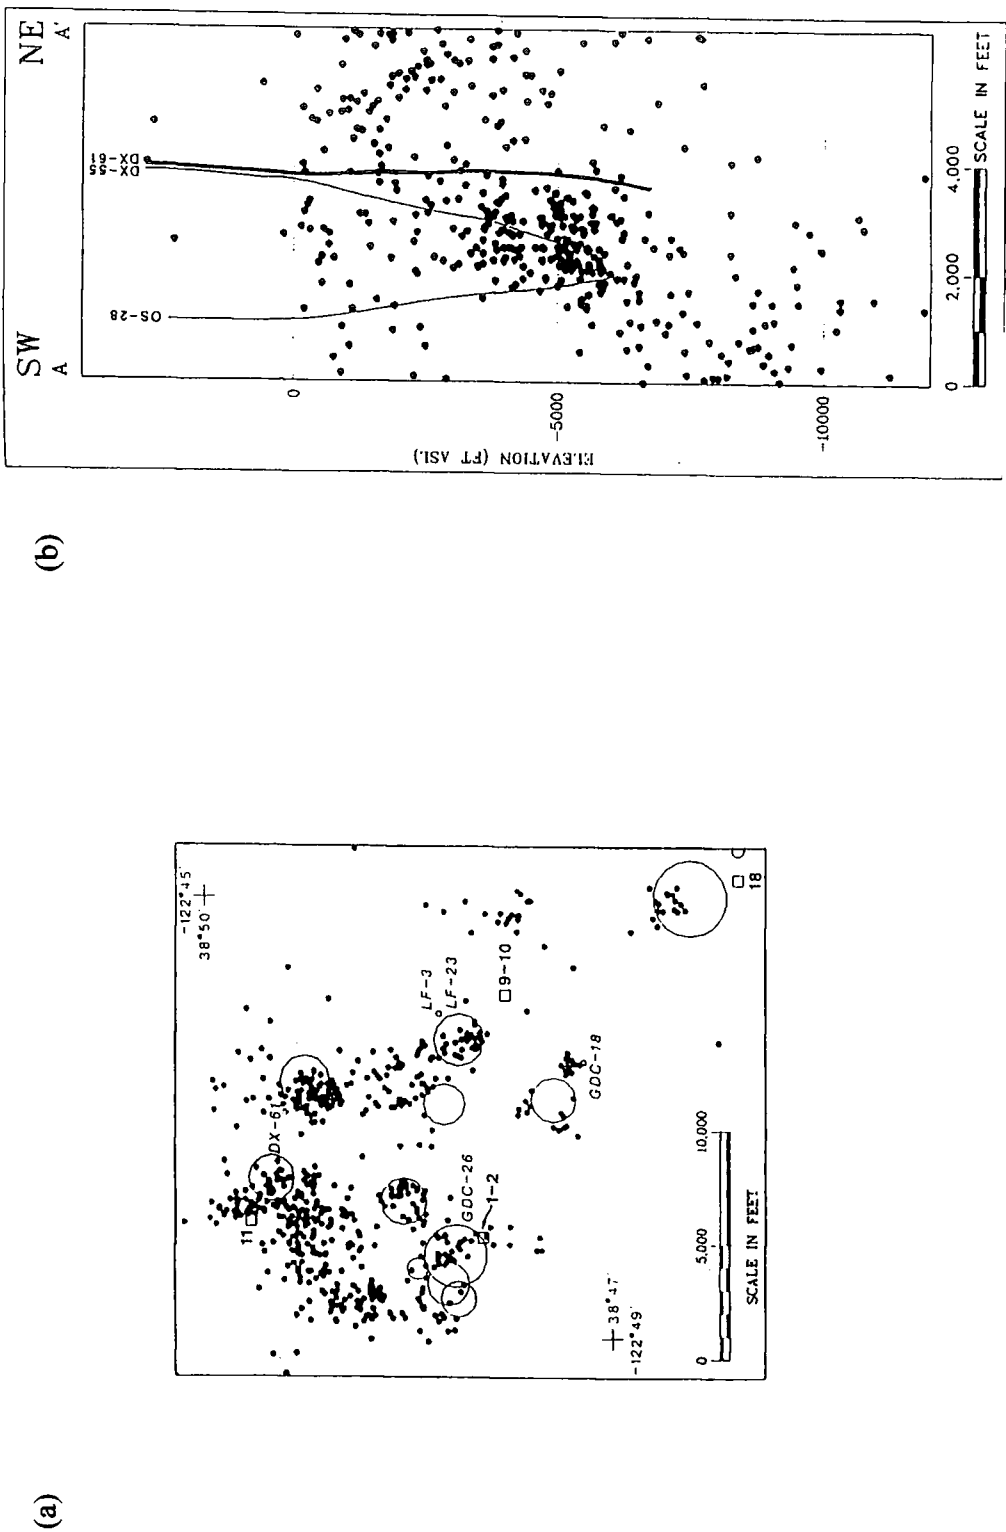 (a)
-122°45'
38°50'
11
DX-61
LF-3
LF-23
9-10
GDC-26
1-2
GDC-18
18
38°47'
-122°49'
0 5,000 10,000
SCALE IN FEET
(b)
SW NE
A A'
OS-28
DX-55
DX-61
0
-5000
-10000
ELEVATION (FT ASL)
0 2,000 4,000
SCALE IN FEET